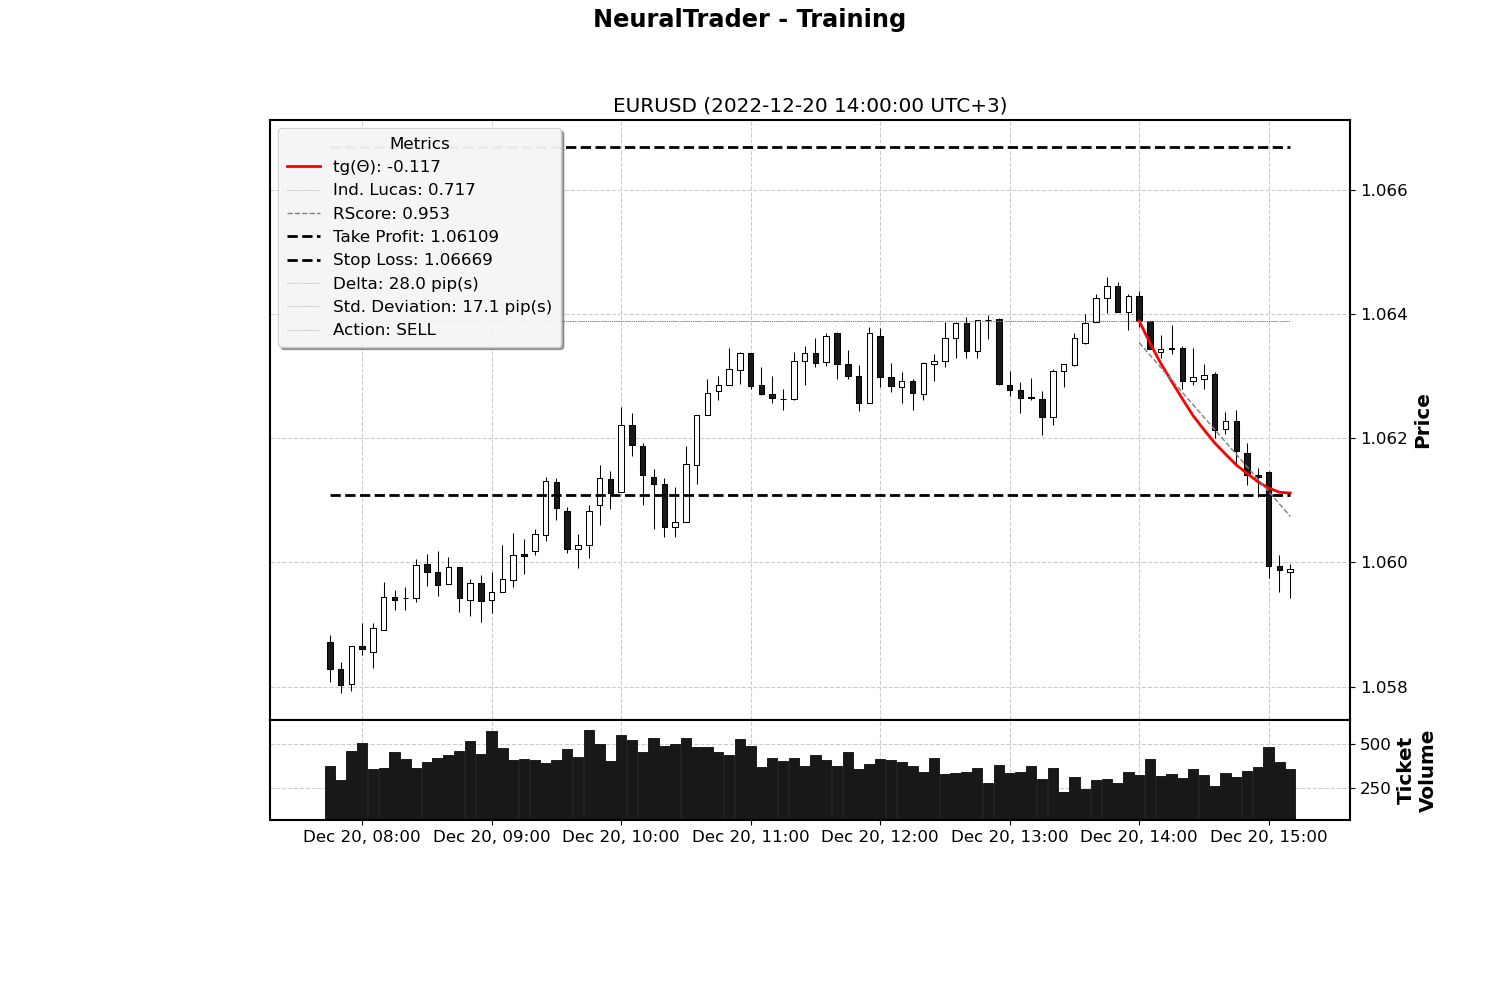 NeuralTrader - Training
EURUSD (2022-12-20 14:00:00 UTC+3)
Metrics
tg(Θ): -0.117
Ind. Lucas: 0.717
RScore: 0.953
Take Profit: 1.06109
Stop Loss: 1.06669
Delta: 28.0 pip(s)
Std. Deviation: 17.1 pip(s)
Action: SELL
1.066
1.064
1.062
1.060
1.058
Price
500
250
Ticket
Volume
Dec 20, 08:00
Dec 20, 09:00
Dec 20, 10:00
Dec 20, 11:00
Dec 20, 12:00
Dec 20, 13:00
Dec 20, 14:00
Dec 20, 15:00